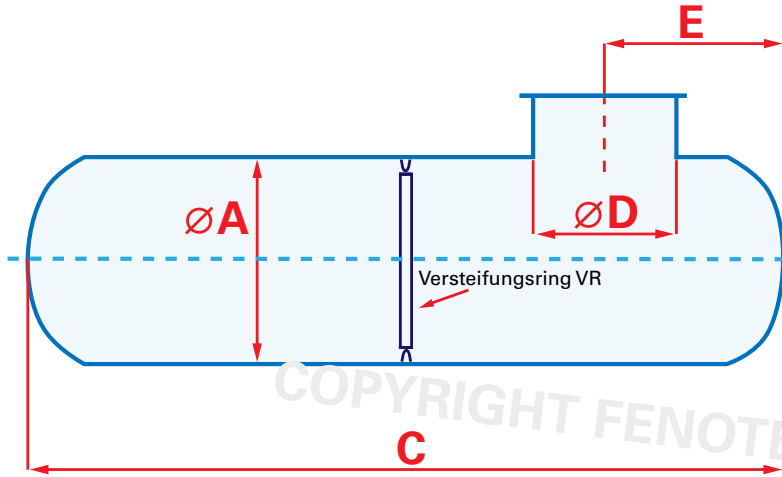 E
⌀A
⌀D
Versteifungsring VR
COPYRIGHT FENOTE
C